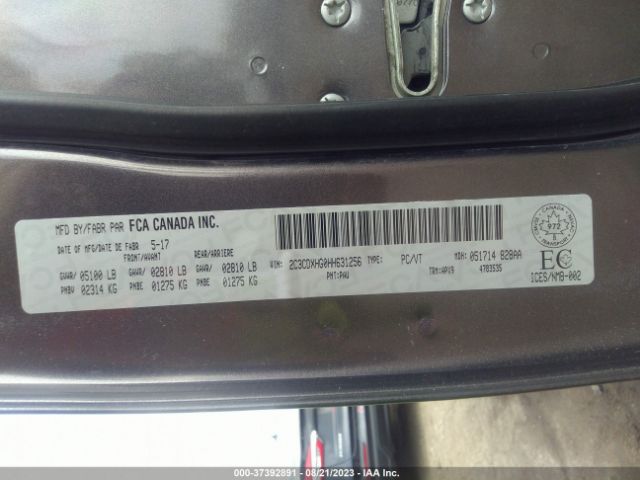 MFD BY/FABR PAR FCA CANADA INC.
DATE OF MFG/DATE DE FABR 5-17
FRONT/AVANT REAR/ARRIERE
GVWR/05100 LB GAWR/ 02810 LB GAWR/ 02810 LB
PNBV 02314 KG PNBE 01275 KG PNBE 01275 KG
VIN: 2C3CDXHG0HH631256 TYPE: PC/VT MDH: 051714 B28AA
PNT:PAU TRM:AP19 4783535
CANADA
972
TRANSPORT
EC
ICES/NMB-002
000-37392891 - 08/21/2023 - IAA Inc.